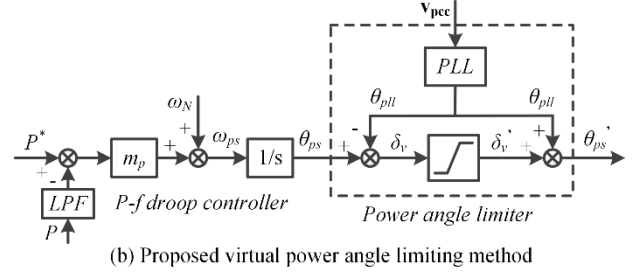 v_pcc
PLL
ω_N
θ_pll θ_pll
P* + - m_p + + ω_ps 1/s θ_ps + - δ_v δ_v' + + θ_ps'
LPF
P
P-f droop controller
Power angle limiter
(b) Proposed virtual power angle limiting method